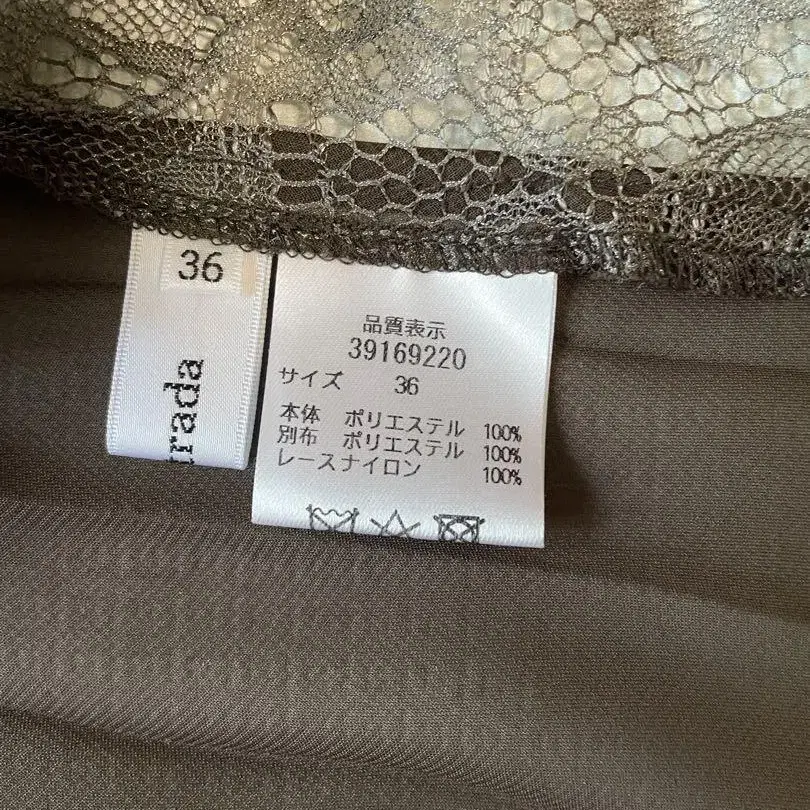 36
rada
品質表示
39169220
サイズ 36
本体 ポリエステル 100%
別布 ポリエステル 100%
レースナイロン 100%